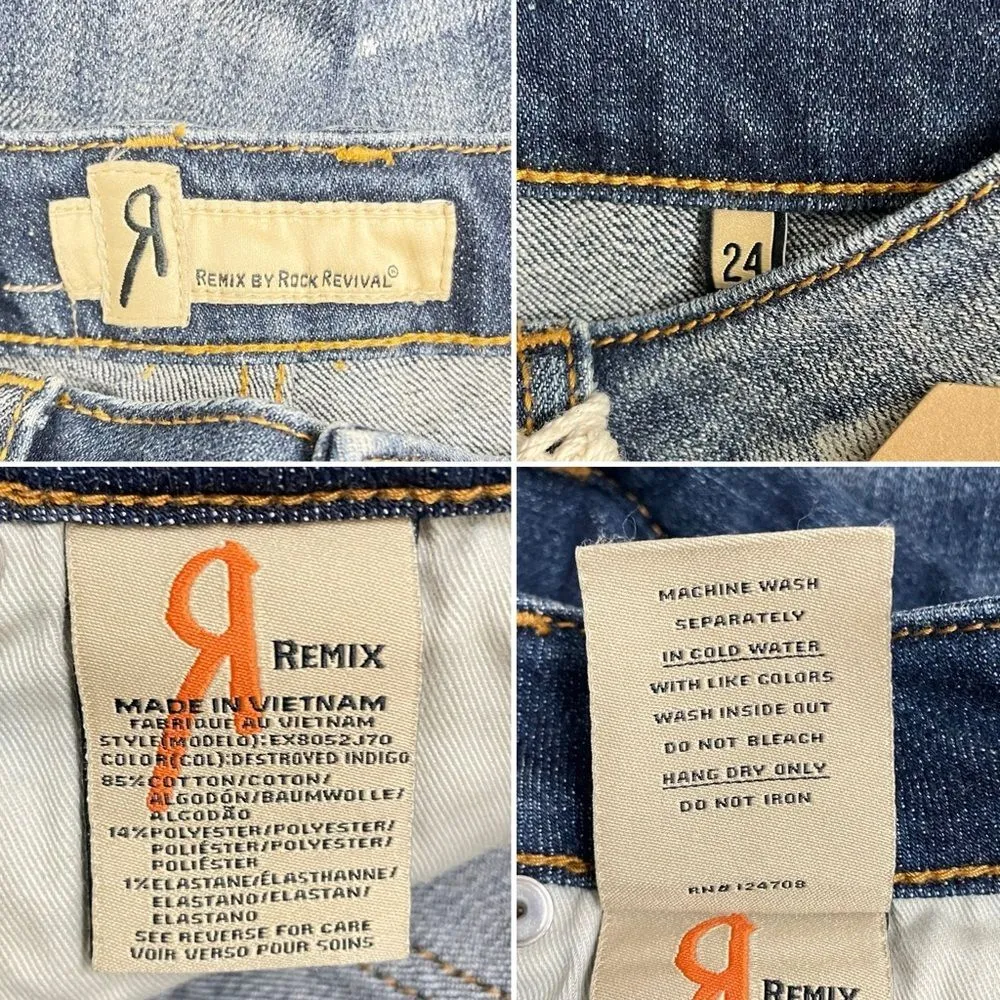 REMIX BY ROCK REVIVAL®
24
R
REMIX
MADE IN VIETNAM
FABRIQUE AU VIETNAM
STYLE(MODELO):EX8052J70
COLOR(COL):DESTROYED INDIGO
85%COTTON/COTON/
ALGODÓN/BAUMWOLLE/
ALGODÃO
14%POLYESTER/POLYESTER/
POLIÉSTER/POLYESTER/
POLIÉSTER
1%ELASTANE/ÉLASTHANNE/
ELASTANO/ELASTAN/
ELASTANO
SEE REVERSE FOR CARE
VOIR VERSO POUR SOINS
MACHINE WASH
SEPARATELY
IN COLD WATER
WITH LIKE COLORS
WASH INSIDE OUT
DO NOT BLEACH
HANG DRY ONLY
DO NOT IRON
RN# 124708
REMIX